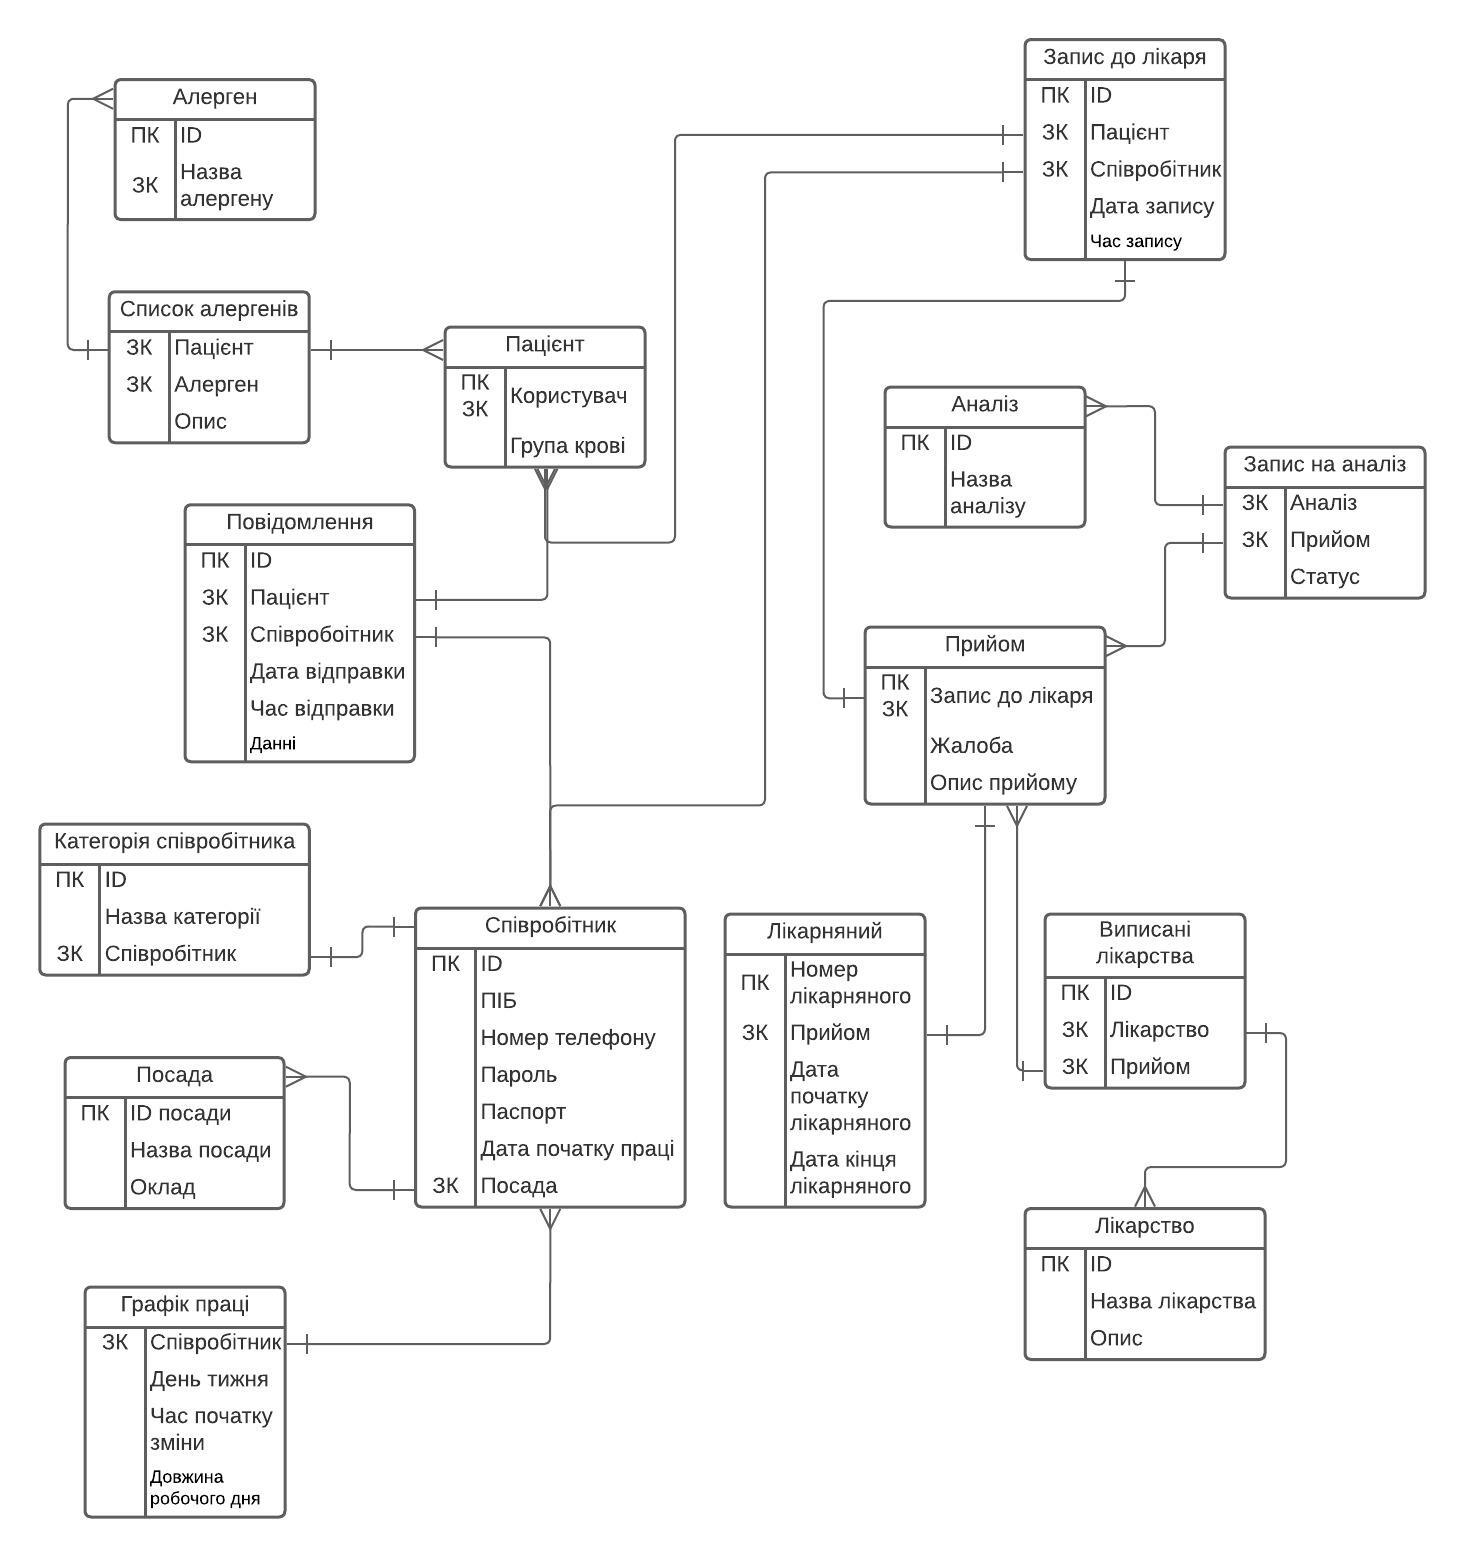 Алерген
ПК ID
ЗК Назва
алергену
Список алергенів
ЗК Пацієнт
ЗК Алерген
Опис
Пацієнт
ПК
ЗК Користувач
Група крові
Повідомлення
ПК ID
ЗК Пацієнт
ЗК Співробоітник
Дата відправки
Час відправки
Данні
Запис до лікаря
ПК ID
ЗК Пацієнт
ЗК Співробітник
Дата запису
Час запису
Аналіз
ПК ID
Назва
аналізу
Запис на аналіз
ЗК Аналіз
ЗК Прийом
Статус
Прийом
ПК
ЗК Запис до лікаря
Жалоба
Опис прийому
Категорія співробітника
ПК ID
Назва категорії
ЗК Співробітник
Співробітник
ПК ID
ПІБ
Номер телефону
Пароль
Паспорт
Дата початку праці
ЗК Посада
Посада
ПК ID посади
Назва посади
Оклад
Графік праці
ЗК Співробітник
День тижня
Час початку
зміни
Довжина
робочого дня
Лікарняний
ПК Номер
лікарняного
ЗК Прийом
Дата
початку
лікарняного
Дата кінця
лікарняного
Виписані
лікарства
ПК ID
ЗК Лікарство
ЗК Прийом
Лікарство
ПК ID
Назва лікарства
Опис